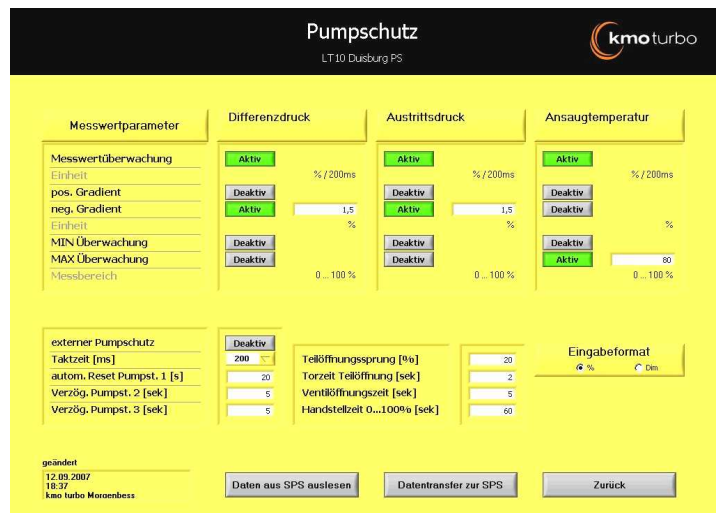 Pumpschutz
LT10 Duisburg PS
kmo turbo
Messwertparameter Differenzdruck Austrittsdruck Ansaugtemperatur
Messwertüberwachung Aktiv Aktiv Aktiv
Einheit %/200ms %/200ms %/200ms
pos. Gradient Deaktiv Deaktiv Deaktiv
neg. Gradient Aktiv 1,5 Aktiv 1,5 Deaktiv
Einheit % % %
MIN Überwachung Deaktiv Deaktiv Deaktiv
MAX Überwachung Deaktiv Deaktiv Aktiv 80
Messbereich 0 ... 100 % 0 ... 100 % 0 ... 100 %
externer Pumpschutz Deaktiv
Taktzeit [ms] 200 Teilöffnungssprung [%] 20
autom. Reset Pumpst. 1 [s] 20 Torzeit Teilöffnung [sek] 2
Verzög. Pumpst. 2 [sek] 5 Ventilöffnungszeit [sek] 5
Verzög. Pumpst. 3 [sek] 5 Handstellzeit 0...100% [sek] 60
Eingabeformat
% Dim
geändert
12.09.2007
18:37
kmo turbo Morgenbess
Daten aus SPS auslesen Datentransfer zur SPS Zurück